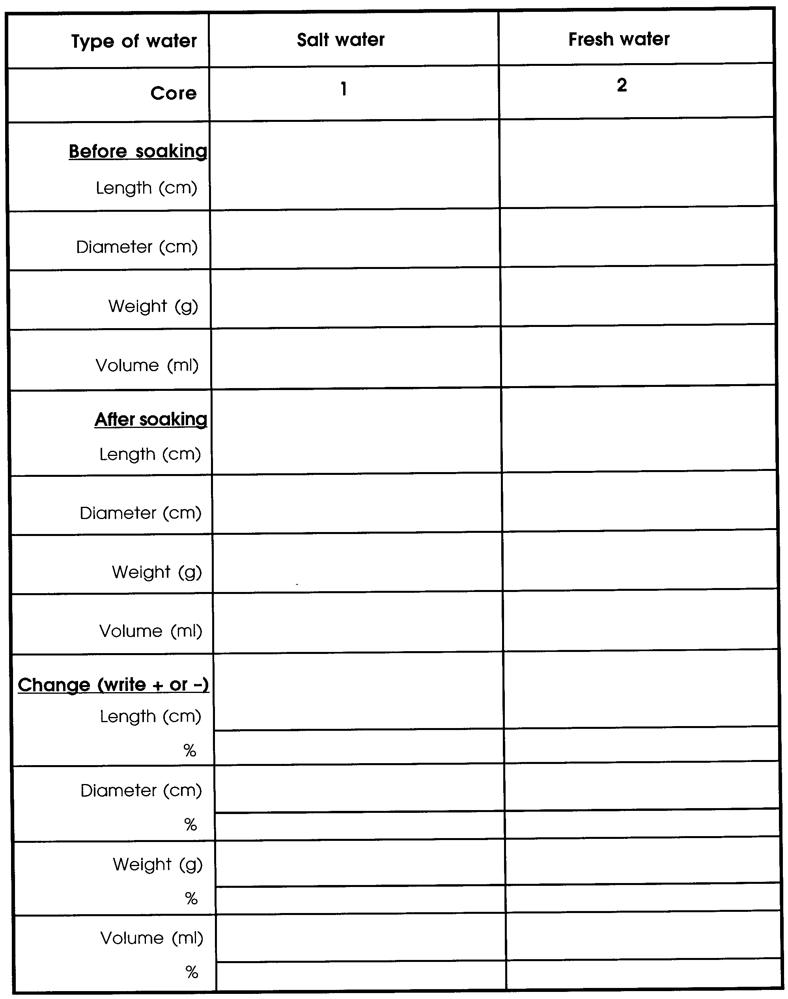 Type of water Salt water Fresh water
Core 1 2
Before soaking
Length (cm)
Diameter (cm)
Weight (g)
Volume (ml)
After soaking
Length (cm)
Diameter (cm)
Weight (g)
Volume (ml)
Change (write + or -)
Length (cm)
%
Diameter (cm)
%
Weight (g)
%
Volume (ml)
%